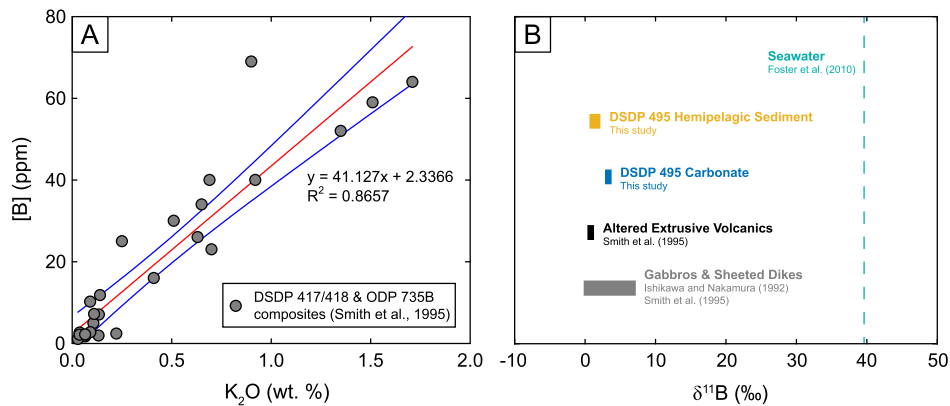 A
80
60
40
20
0
[B] (ppm)
y = 41.127x + 2.3366
R² = 0.8657
DSDP 417/418 & ODP 735B
composites (Smith et al., 1995)
0.0 0.5 1.0 1.5 2.0
K₂O (wt. %)
B
Seawater
Foster et al. (2010)
DSDP 495 Hemipelagic Sediment
This study
DSDP 495 Carbonate
This study
Altered Extrusive Volcanics
Smith et al. (1995)
Gabbros & Sheeted Dikes
Ishikawa and Nakamura (1992)
Smith et al. (1995)
-10 0 10 20 30 40 50
δ¹¹B (‰)